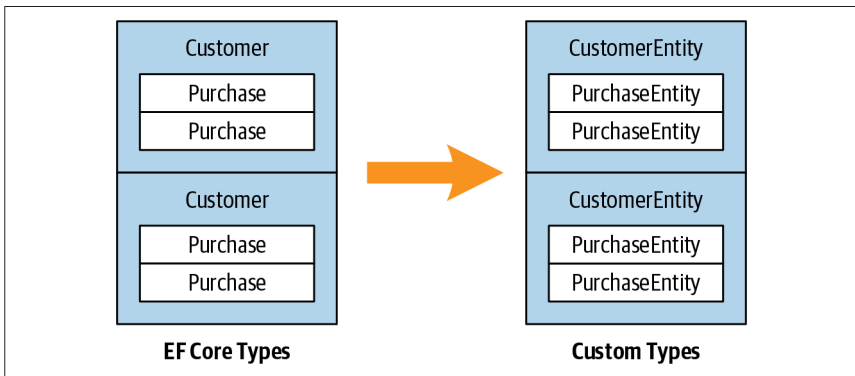 Customer
Purchase
Purchase
Customer
Purchase
Purchase
EF Core Types
CustomerEntity
PurchaseEntity
PurchaseEntity
CustomerEntity
PurchaseEntity
PurchaseEntity
Custom Types